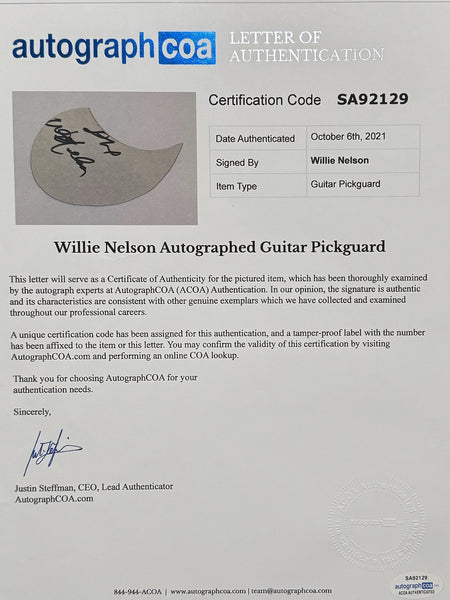 autographcoa
LETTER OF
AUTHENTICATION
Certification Code SA92129
Date Authenticated October 6th, 2021
Signed By Willie Nelson
Item Type Guitar Pickguard
Willie Nelson Autographed Guitar Pickguard
This letter will serve as a Certificate of Authenticity for the pictured item, which has been thoroughly examined
by the autograph experts at AutographCOA (ACOA) Authentication. In our opinion, the signature is authentic
and its characteristics are consistent with other genuine exemplars which we have collected and examined
throughout our professional careers.
A unique certification code has been assigned for this authentication, and a tamper-proof label with the number
has been affixed to the item or this letter. You may confirm the validity of this certification by visiting
AutographCOA.com and performing an online COA lookup.
Thank you for choosing AutographCOA for your
authentication needs.
Sincerely,
Justin Steffman, CEO, Lead Authenticator
AutographCOA.com
SA92129
autographcoa
ACOA AUTHENTICATED
844-944-ACOA | www.autographcoa.com | team@autographcoa.com